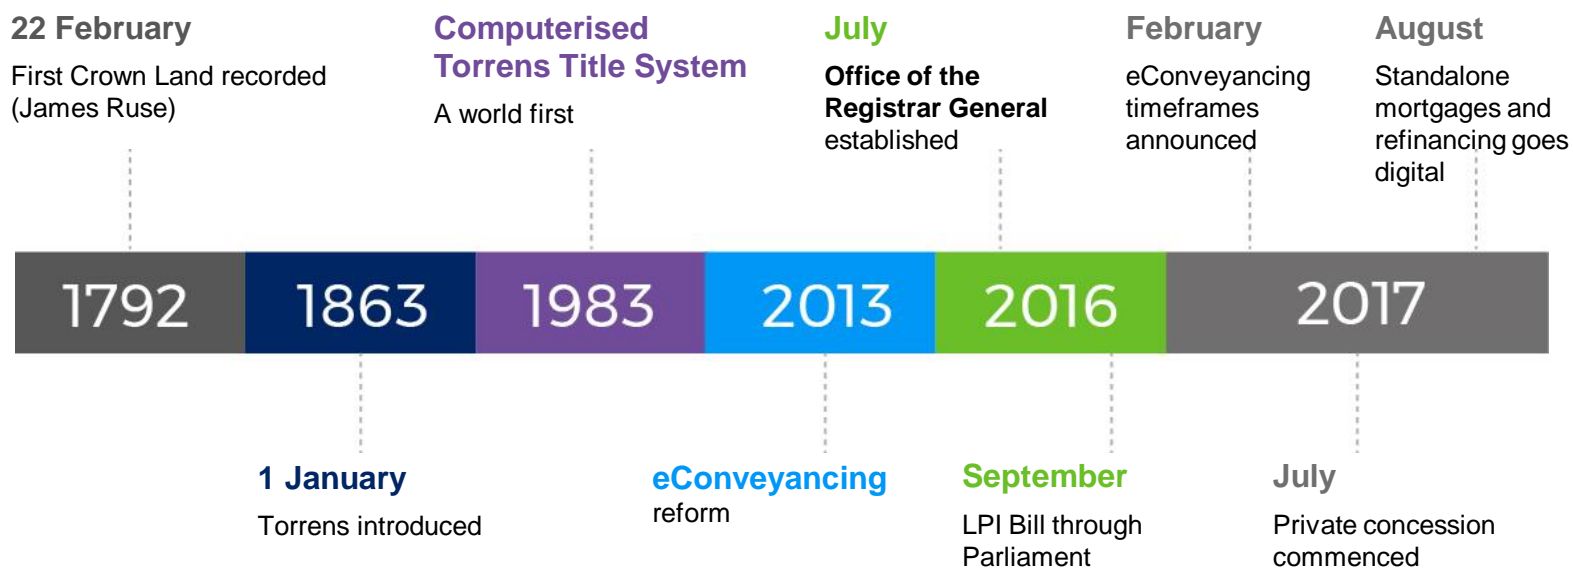 22 February
First Crown Land recorded
(James Ruse)
Computerised
Torrens Title System
A world first
July
Office of the
Registrar General
established
February
eConveyancing
timeframes
announced
August
Standalone
mortgages and
refinancing goes
digital
1792
1863
1983
2013
2016
2017
1 January
Torrens introduced
eConveyancing
reform
September
LPI Bill through
Parliament
July
Private concession
commenced